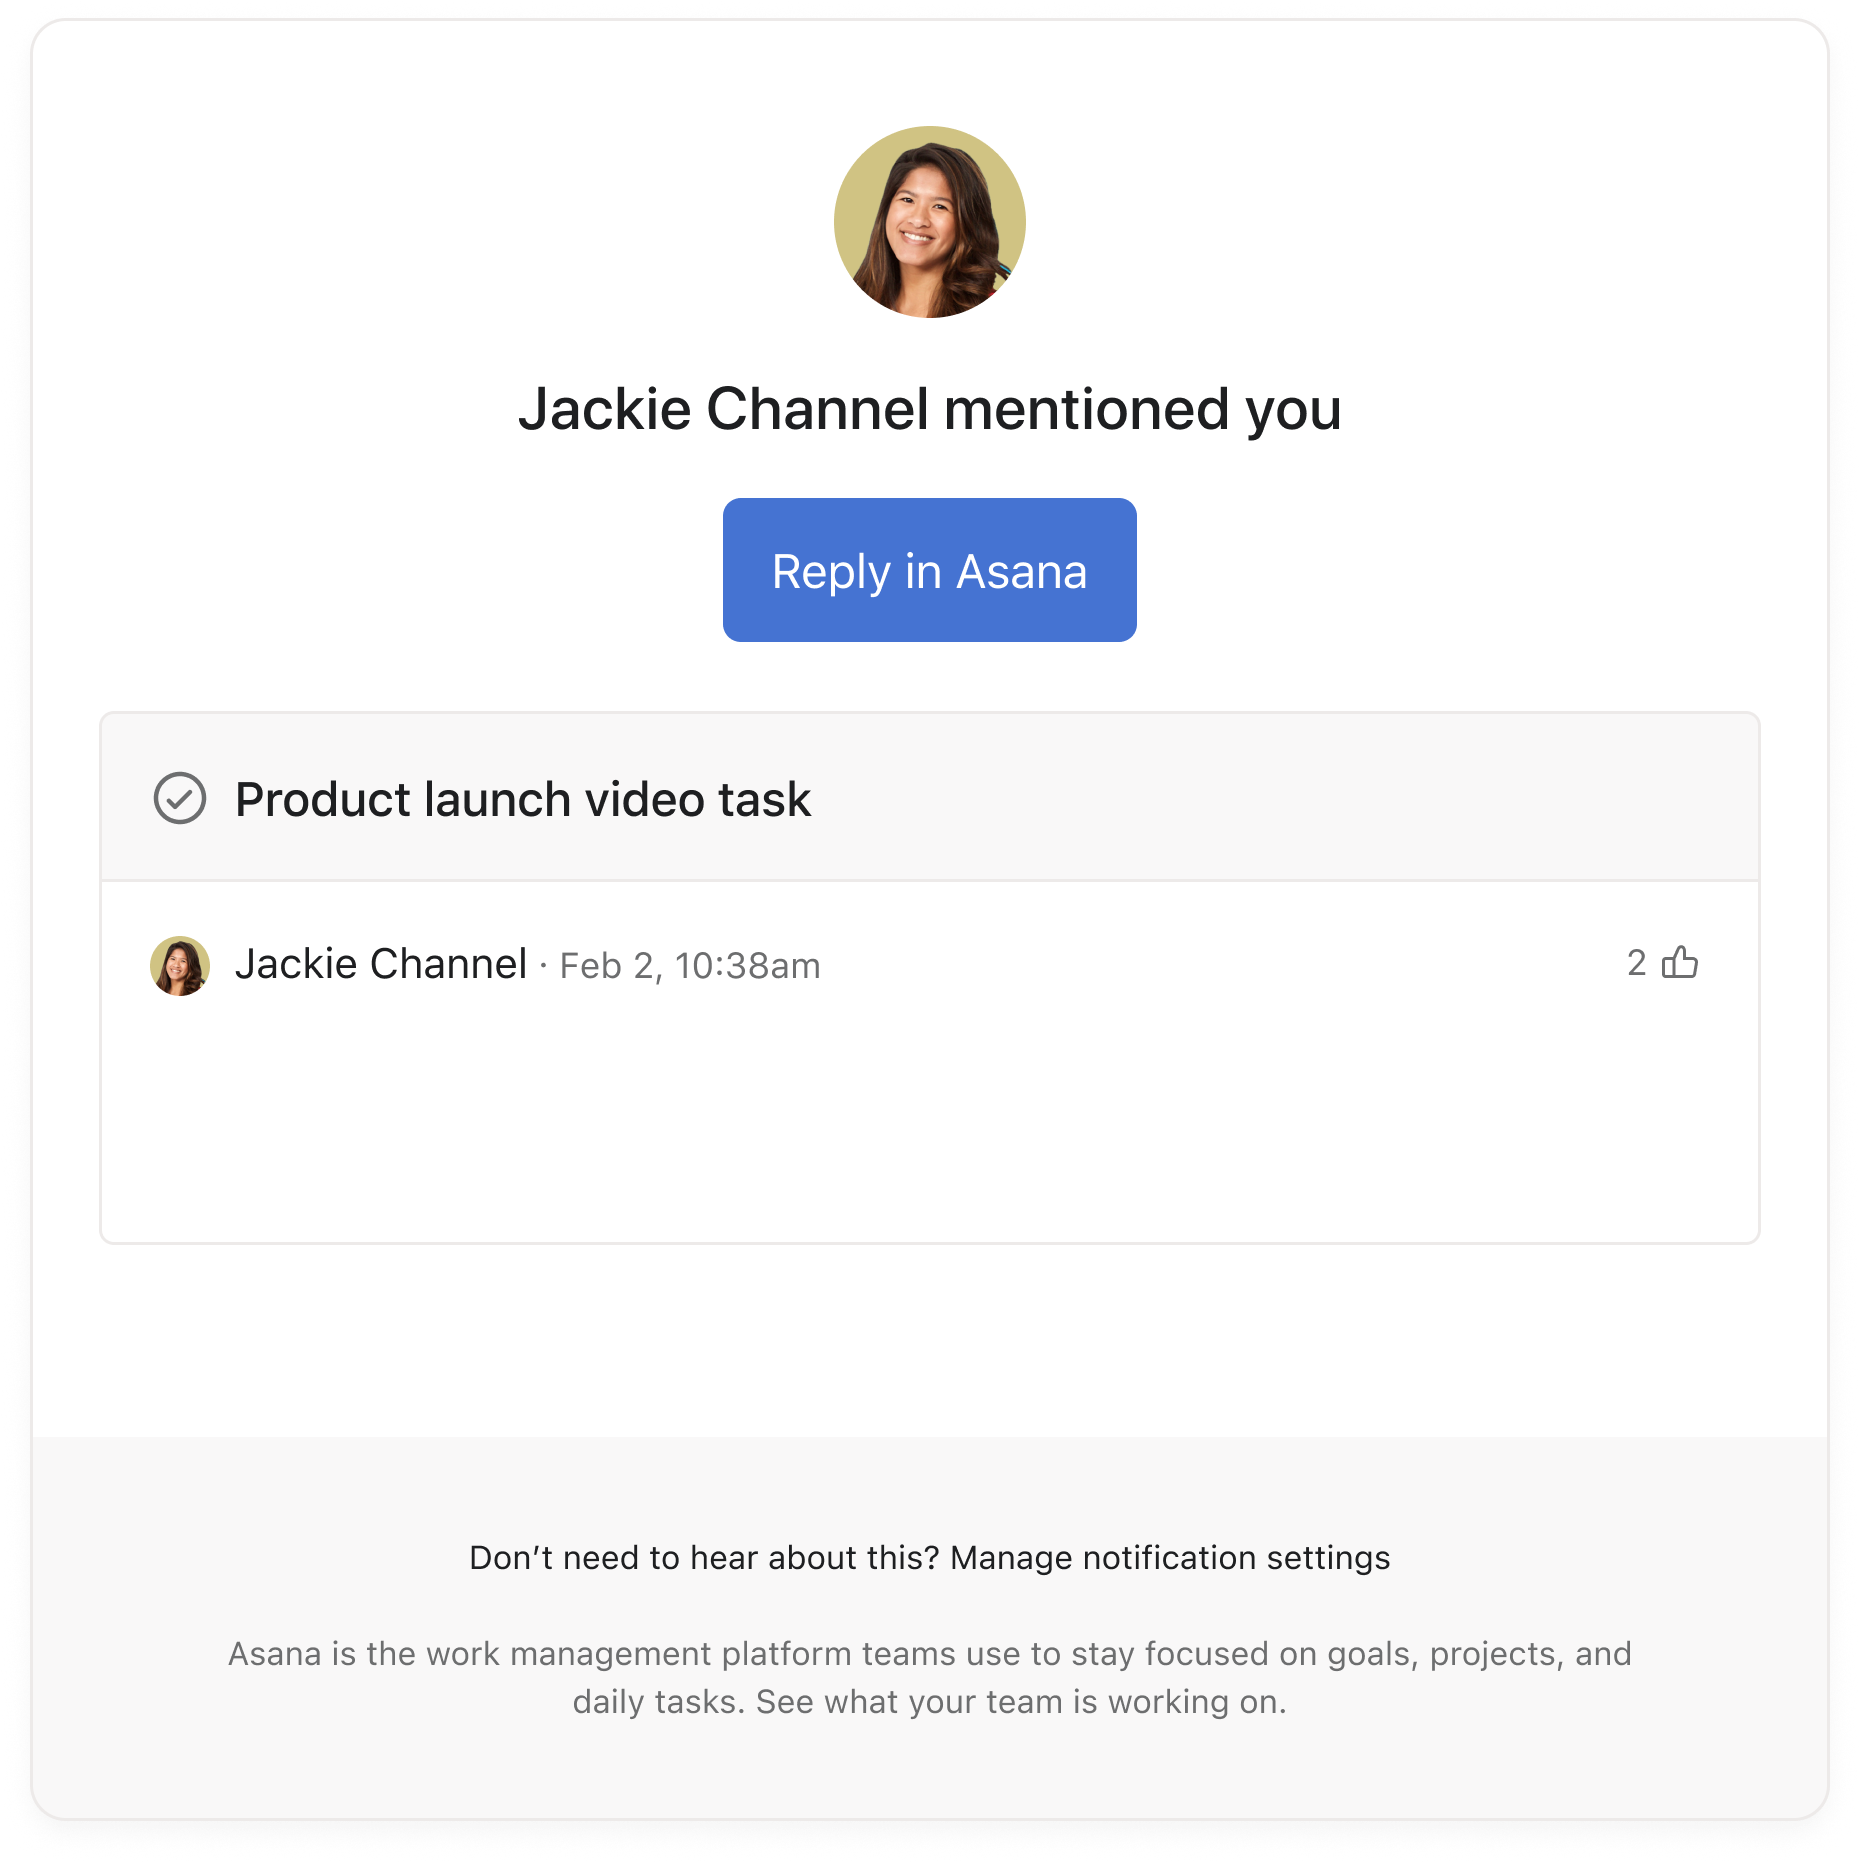 Jackie Channel mentioned you
Reply in Asana
Product launch video task
Jackie Channel · Feb 2, 10:38am
2
Don’t need to hear about this? Manage notification settings
Asana is the work management platform teams use to stay focused on goals, projects, and
daily tasks. See what your team is working on.